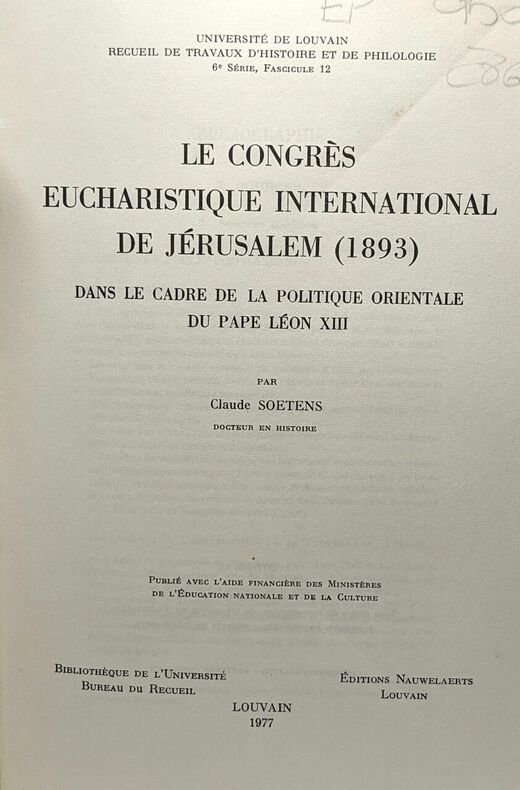 UNIVERSITÉ DE LOUVAIN
RECUEIL DE TRAVAUX D'HISTOIRE ET DE PHILOLOGIE
6e SÉRIE, FASCICULE 12
LE CONGRÈS
EUCHARISTIQUE INTERNATIONAL
DE JÉRUSALEM (1893)
DANS LE CADRE DE LA POLITIQUE ORIENTALE
DU PAPE LÉON XIII
PAR
Claude SOETENS
DOCTEUR EN HISTOIRE
PUBLIÉ AVEC L'AIDE FINANCIÈRE DES MINISTÈRES
DE L'ÉDUCATION NATIONALE ET DE LA CULTURE
BIBLIOTHÈQUE DE L'UNIVERSITÉ
BUREAU DU RECUEIL
ÉDITIONS NAUWELAERTS
LOUVAIN
LOUVAIN
1977